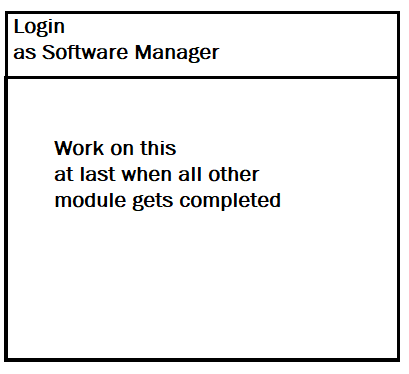 Login
as Software Manager
Work on this
at last when all other
module gets completed